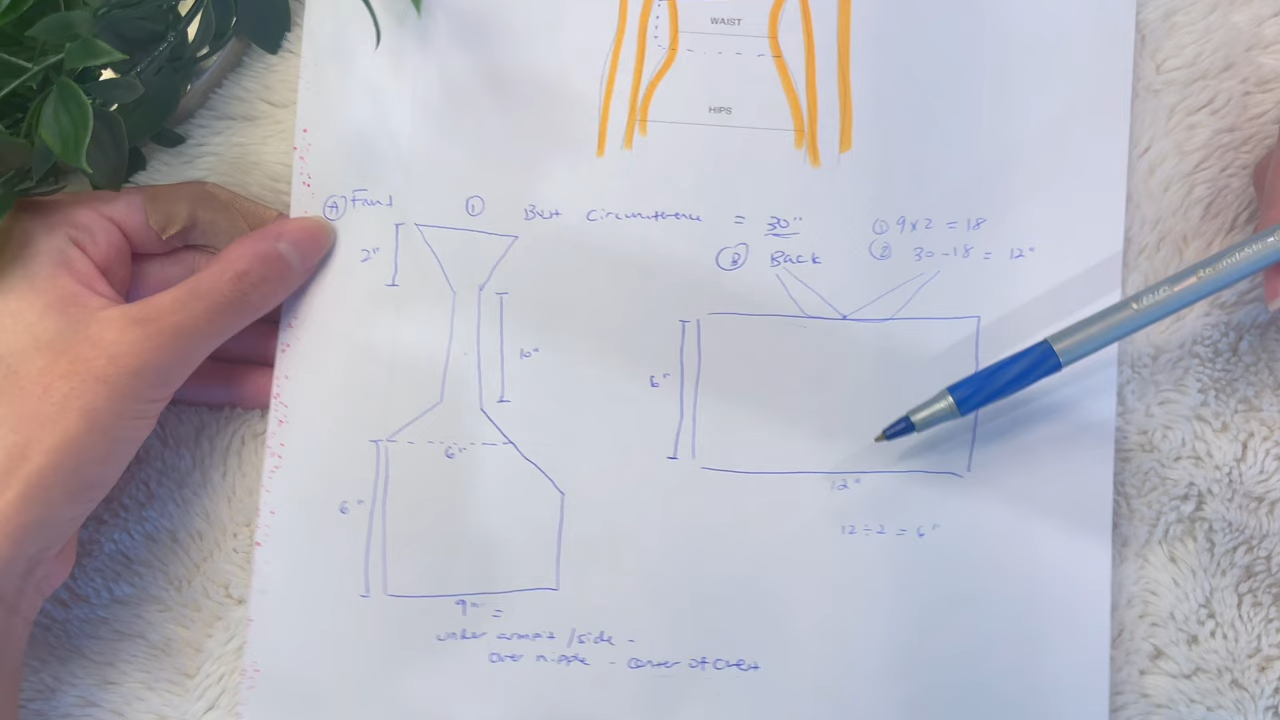 WAIST
HIPS
Ⓐ Front
① Bust Circumference = 30"
① 9x2 = 18
② 30-18 = 12"
Ⓑ Back
2"
10"
6"
6"
6"
12"
12÷2 = 6"
9" =
under armpit/side -
over nipple - center of chest